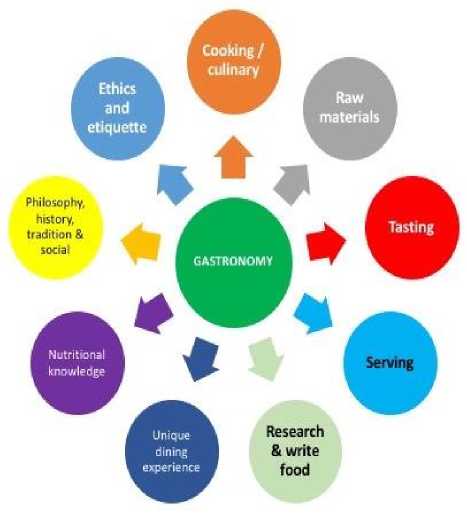 Cooking /
culinary
Raw
materials
Tasting
Serving
Research
& write
food
Unique
dining
experience
Nutritional
knowledge
Philosophy,
history,
tradition &
social
Ethics
and
etiquette
GASTRONOMY